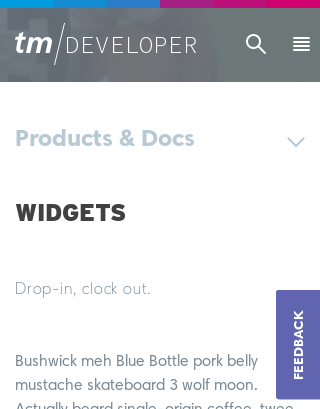 tm/DEVELOPER
Products & Docs
WIDGETS
Drop-in, clock out.
FEEDBACK
Bushwick meh Blue Bottle pork belly
mustache skateboard 3 wolf moon.
Actually beard single-origin coffee, twee